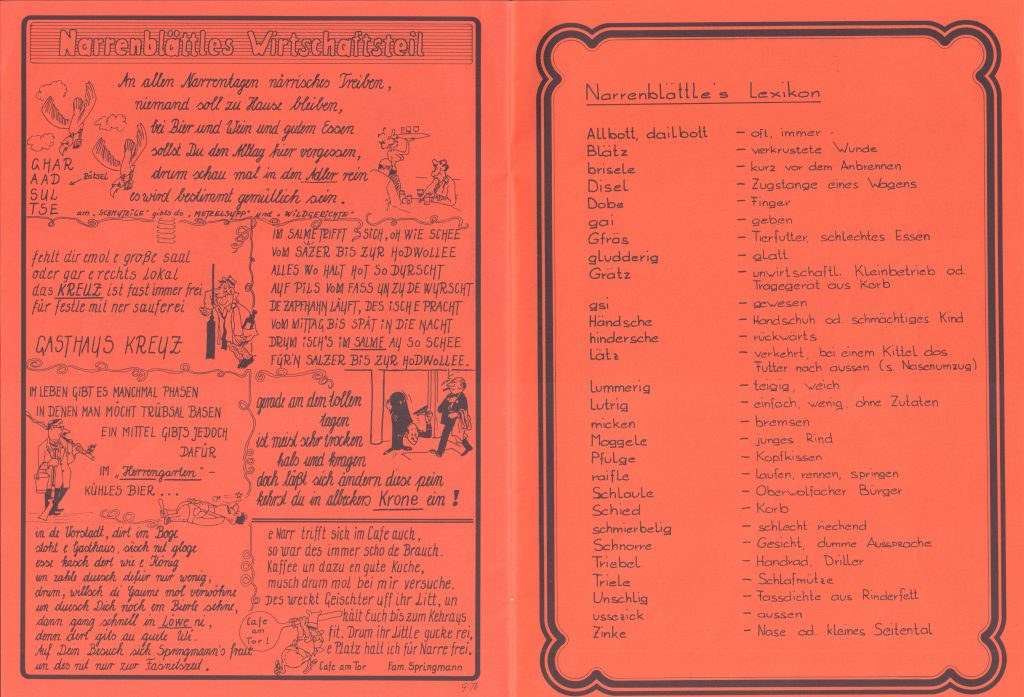 Narrenblättles Wirtschaftsteil
An allen Narrentagen närrisches Treiben,
niemand soll zu Hause bleiben,
bei Bier und Wein und gutem Essen
sollst Du den Alltag hier vergessen,
drum schau mal in den Adler rein
es wird bestimmt gemütlich sein.
GHAR
AAD
SUL
TSE
Rätsel
am „SCHMUTZIGE" gibts do „METZELSUPP" und „WILDGERICHTE"
fehlt dir emol e große saal
oder gar e rechts lokal
das KREUZ ist fast immer frei
für festle mit ner sauferei
GASTHAUS KREUZ
IM SALME TRIFFT SICH, OH WIE SCHEE
VOM SÄZER BIS ZUR HODWOLLEE
ALLES WO HALT HOT SO DURSCHT
AUF PILS VOM FASS UN ZU DE WURSCHT
DE ZAPFHAHN LÄUFT, DES ISCH E PRACHT
VOM MITTAG BIS SPÄT IN DIE NACHT
DRUM ISCH'S IM SALME AU SO SCHEE
FÜR'N SALZER BIS ZUR HODWOLLEE.
IM LEBEN GIBT ES MANCHMAL PHASEN
IN DENEN MAN MÖCHT TRÜBSAL BASEN
EIN MITTEL GIBTS JEDOCH
DAFÜR
IM „Herrengarten" -
KÜHLES BIER ...
gerade an den tollen
tagen
ist meist sehr trocken
hals und kragen
doch läßt sich ändern diese pein
kehrst du in allbekers Krone ein !
in de Vorstadt, dirt im Boge
stoht e Gasthaus, sisch nit gloge
esse kasch dert wie e König
un zahle duesch defür nur wenig,
drum, willsch di Gaume mol verwöhne
un duesch Dich noch em Bierle sehne,
dann gang schnell in LÖWE ni,
denn dert gits au guete Wi.
Auf Dein Besuch sich Springmann's freut
un des nit nur zur Fasnetszeit.
e Narr trifft sich im Cafe auch,
so war des immer scho de Brauch.
Kaffee un dazu en gute Kuche,
musch drum mol bei mir versuche.
Des weckt Geischter uff ihr Litt, un
hält Euch bis zum Kehraus
fit. Drum ihr Little gucke rei,
e Platz halt ich für Narre frei.
Cafe
am
Tor !
Cafe am Tor Fam. Springmann
Narrenblättle's Lexikon
Allbott, dailbott - oft, immer
Blätz - verkrustete Wunde
brisele - kurz vor dem Anbrennen
Disel - Zugstange eines Wagens
Dobe - Finger
gai - geben
Gfräs - Tierfutter, schlechtes Essen
gludderig - glatt
Grätz - unwirtschaftl. Kleinbetrieb od.
Tragegerät aus Korb
gsi - gewesen
Händsche - Handschuh od. schmächtiges Kind
hindersche - rückwärts
lätz - verkehrt, bei einem Kittel das
Futter nach aussen (s. Nasenumzug)
lummerig - teigig, weich
Lutrig - einfach, wenig, ohne Zutaten
micken - bremsen
Moggele - junges Rind
Pfulge - Kopfkissen
raifle - laufen, rennen, springen
Schlaule - Oberwolfacher Bürger
Schied - Korb
schmierbelig - schlecht riechend
Schnorre - Gesicht, dumme Aussprache
Triebel - Handrad, Driller
Triele - Schlafmütze
Unschlig - Fassdichte aus Rinderfett
ussezick - aussen
Zinke - Nase od. kleines Seitental